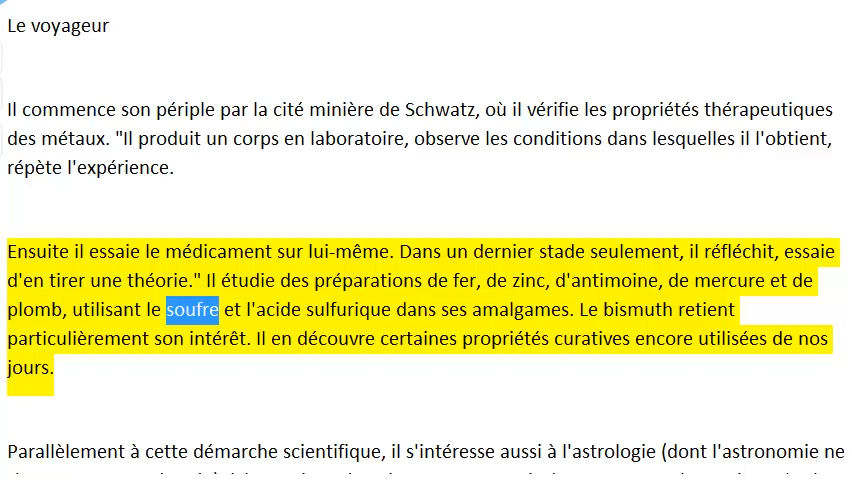 Le voyageur
Il commence son périple par la cité minière de Schwatz, où il vérifie les propriétés thérapeutiques
des métaux. "Il produit un corps en laboratoire, observe les conditions dans lesquelles il l'obtient,
répète l'expérience.
Ensuite il essaie le médicament sur lui-même. Dans un dernier stade seulement, il réfléchit, essaie
d'en tirer une théorie." Il étudie des préparations de fer, de zinc, d'antimoine, de mercure et de
plomb, utilisant le soufre et l'acide sulfurique dans ses amalgames. Le bismuth retient
particulièrement son intérêt. Il en découvre certaines propriétés curatives encore utilisées de nos
jours.
Parallèlement à cette démarche scientifique, il s'intéresse aussi à l'astrologie (dont l'astronomie ne